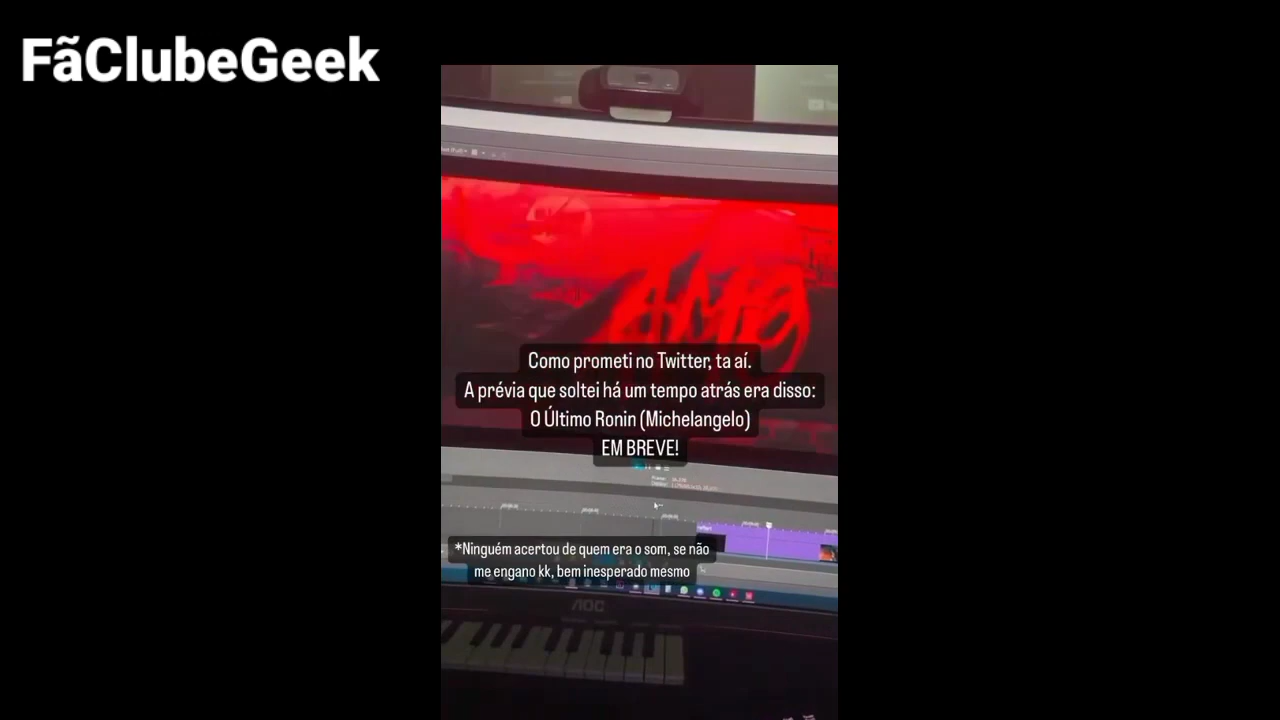 FãClubeGeek
Como prometi no Twitter, ta aí.
A prévia que soltei há um tempo atrás era disso:
O Último Ronin (Michelangelo)
EM BREVE!
*Ninguém acertou de quem era o som, se não
me engano kk, bem inesperado mesmo
AOC